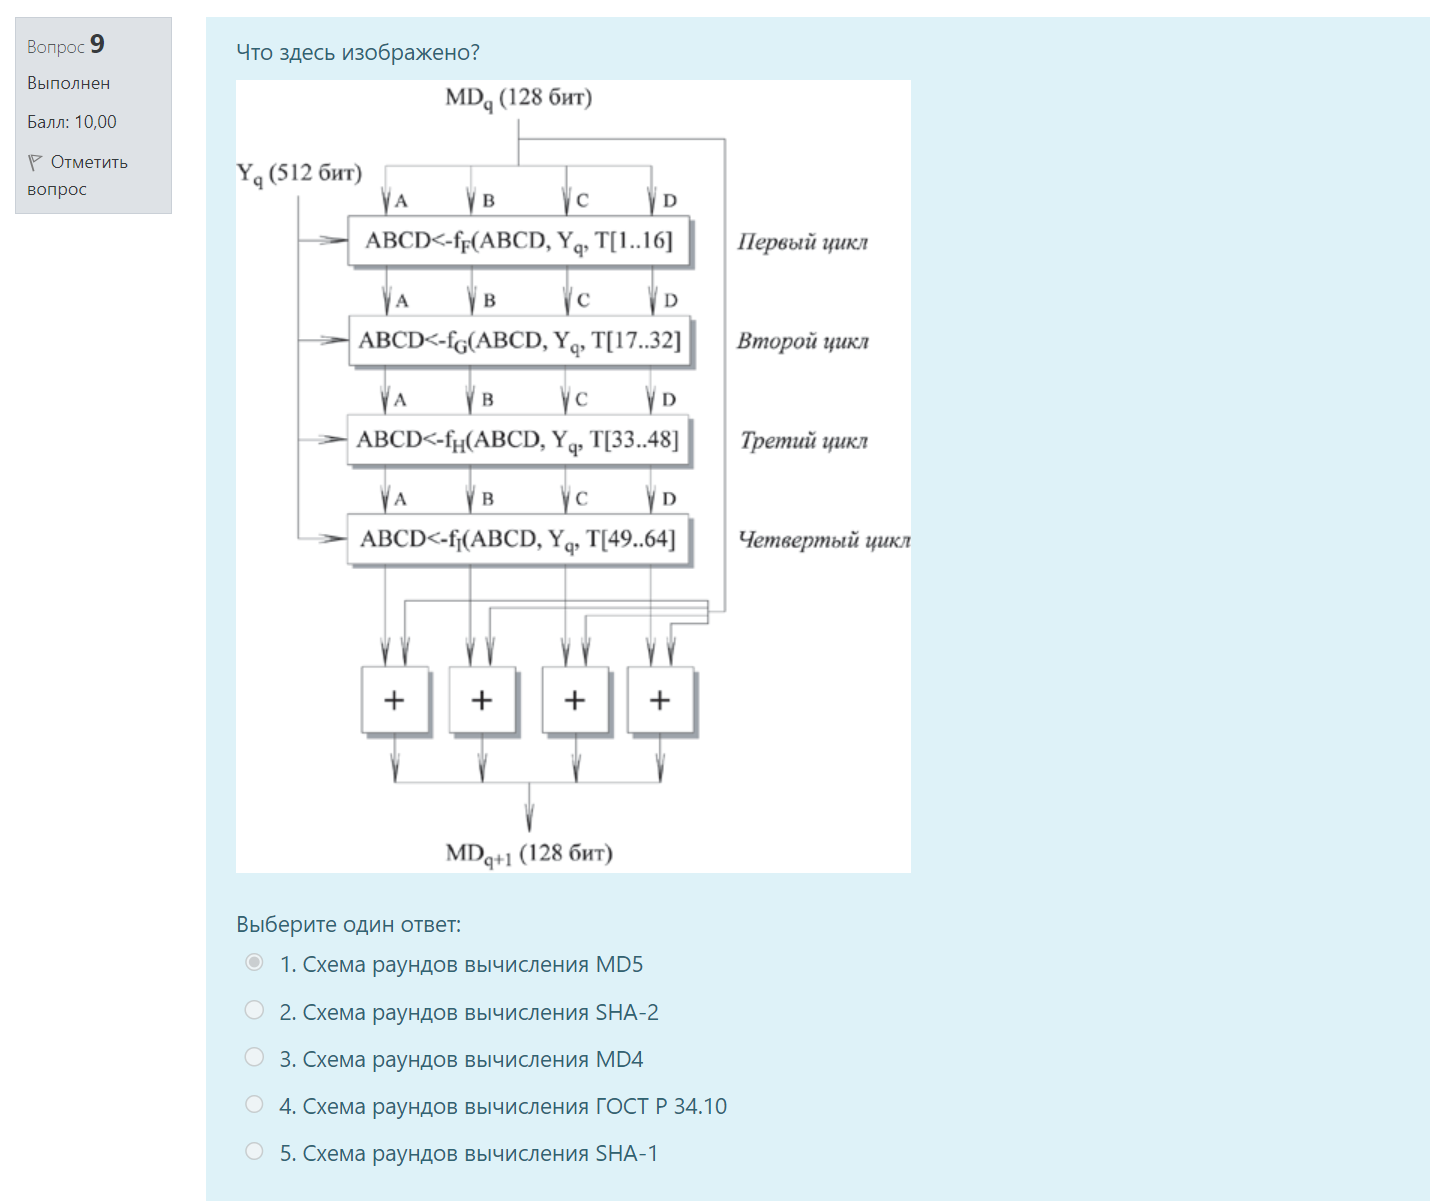 Вопрос 9
Выполнен
Балл: 10,00
Отметить
вопрос
Что здесь изображено?
MDq (128 бит)
Yq (512 бит)
A B C D
ABCD<-fF(ABCD, Yq, T[1..16]
Первый цикл
A B C D
ABCD<-fG(ABCD, Yq, T[17..32]
Второй цикл
A B C D
ABCD<-fH(ABCD, Yq, T[33..48]
Третий цикл
A B C D
ABCD<-fI(ABCD, Yq, T[49..64]
Четвертый цикл
+ + + +
MDq+1 (128 бит)
Выберите один ответ:
1. Схема раундов вычисления MD5
2. Схема раундов вычисления SHA-2
3. Схема раундов вычисления MD4
4. Схема раундов вычисления ГОСТ Р 34.10
5. Схема раундов вычисления SHA-1